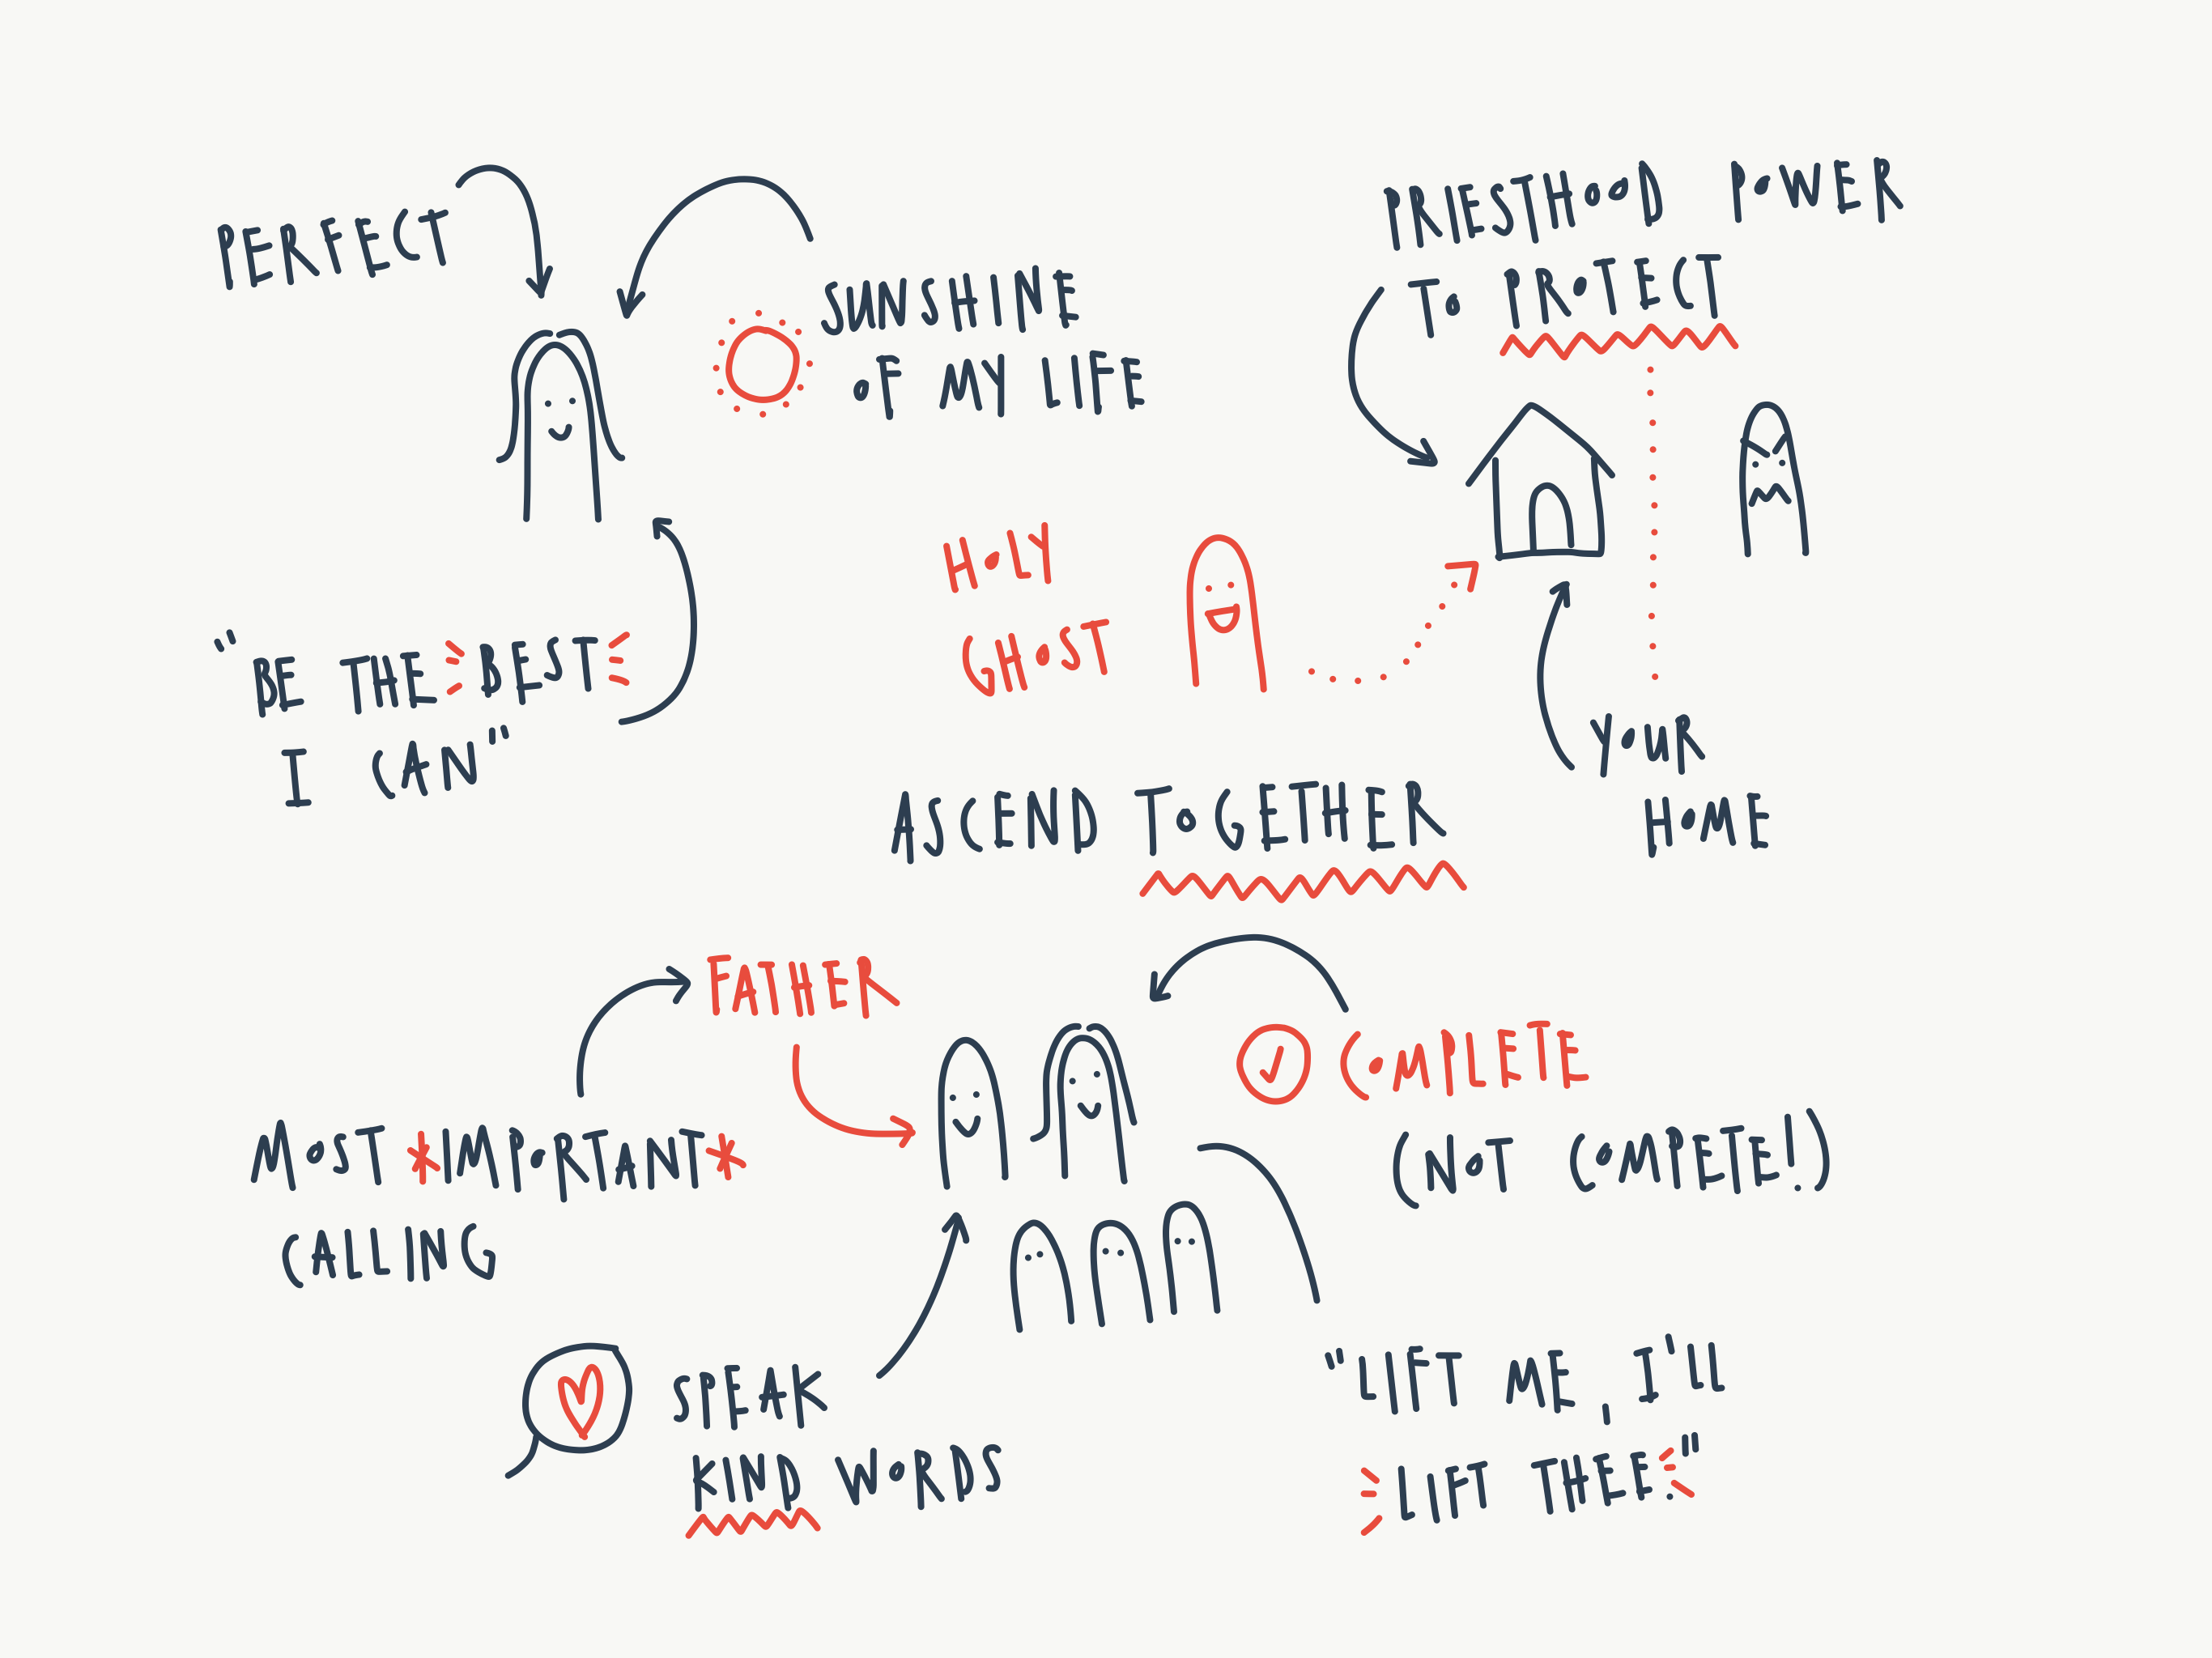 PERFECT
SUNSHINE
OF MY LIFE
PRIESTHOOD POWER
TO PROTECT
"BE THE BEST
I CAN"
HOLY
GHOST
YOUR
HOME
ASCEND TOGETHER
FATHER
MOST *IMPORTANT*
CALLING
COMPLETE
(NOT COMPETE!)
SPEAK
KIND WORDS
"LIFT ME, I'LL
LIFT THEE."